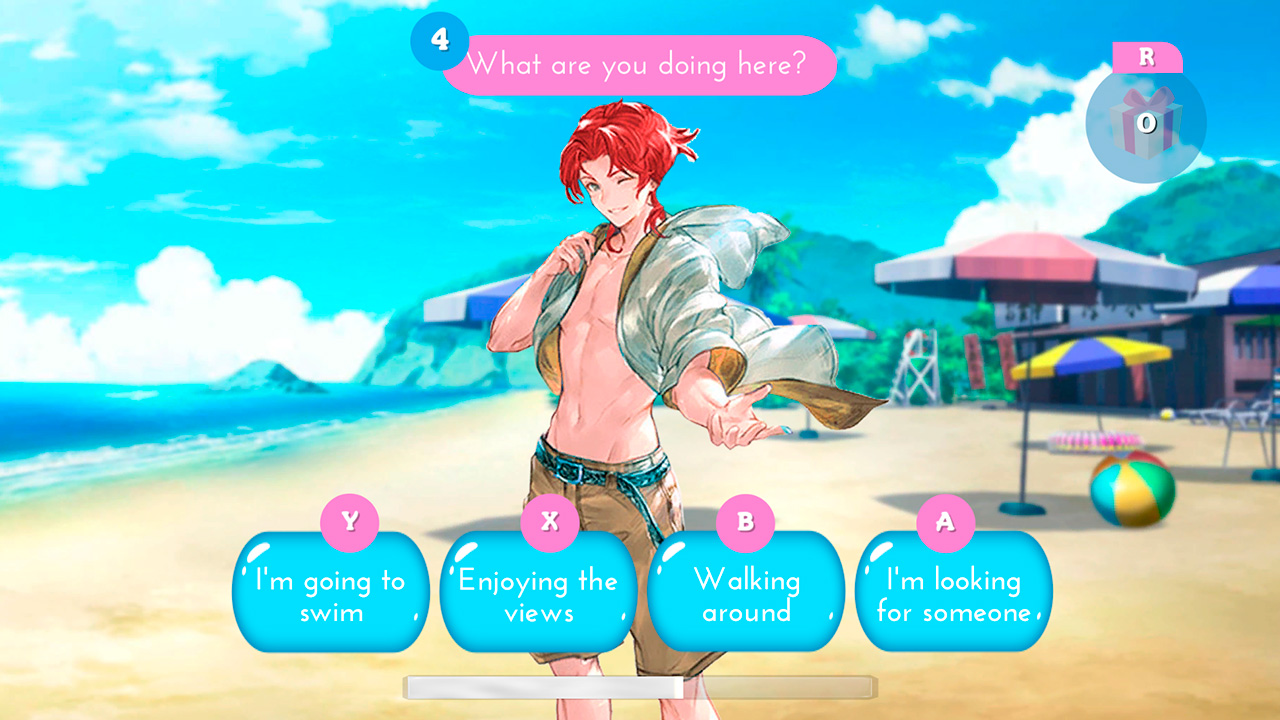 4
What are you doing here?
R
0
Y
X
B
A
I'm going to
swim
Enjoying the
views
Walking
around
I'm looking
for someone